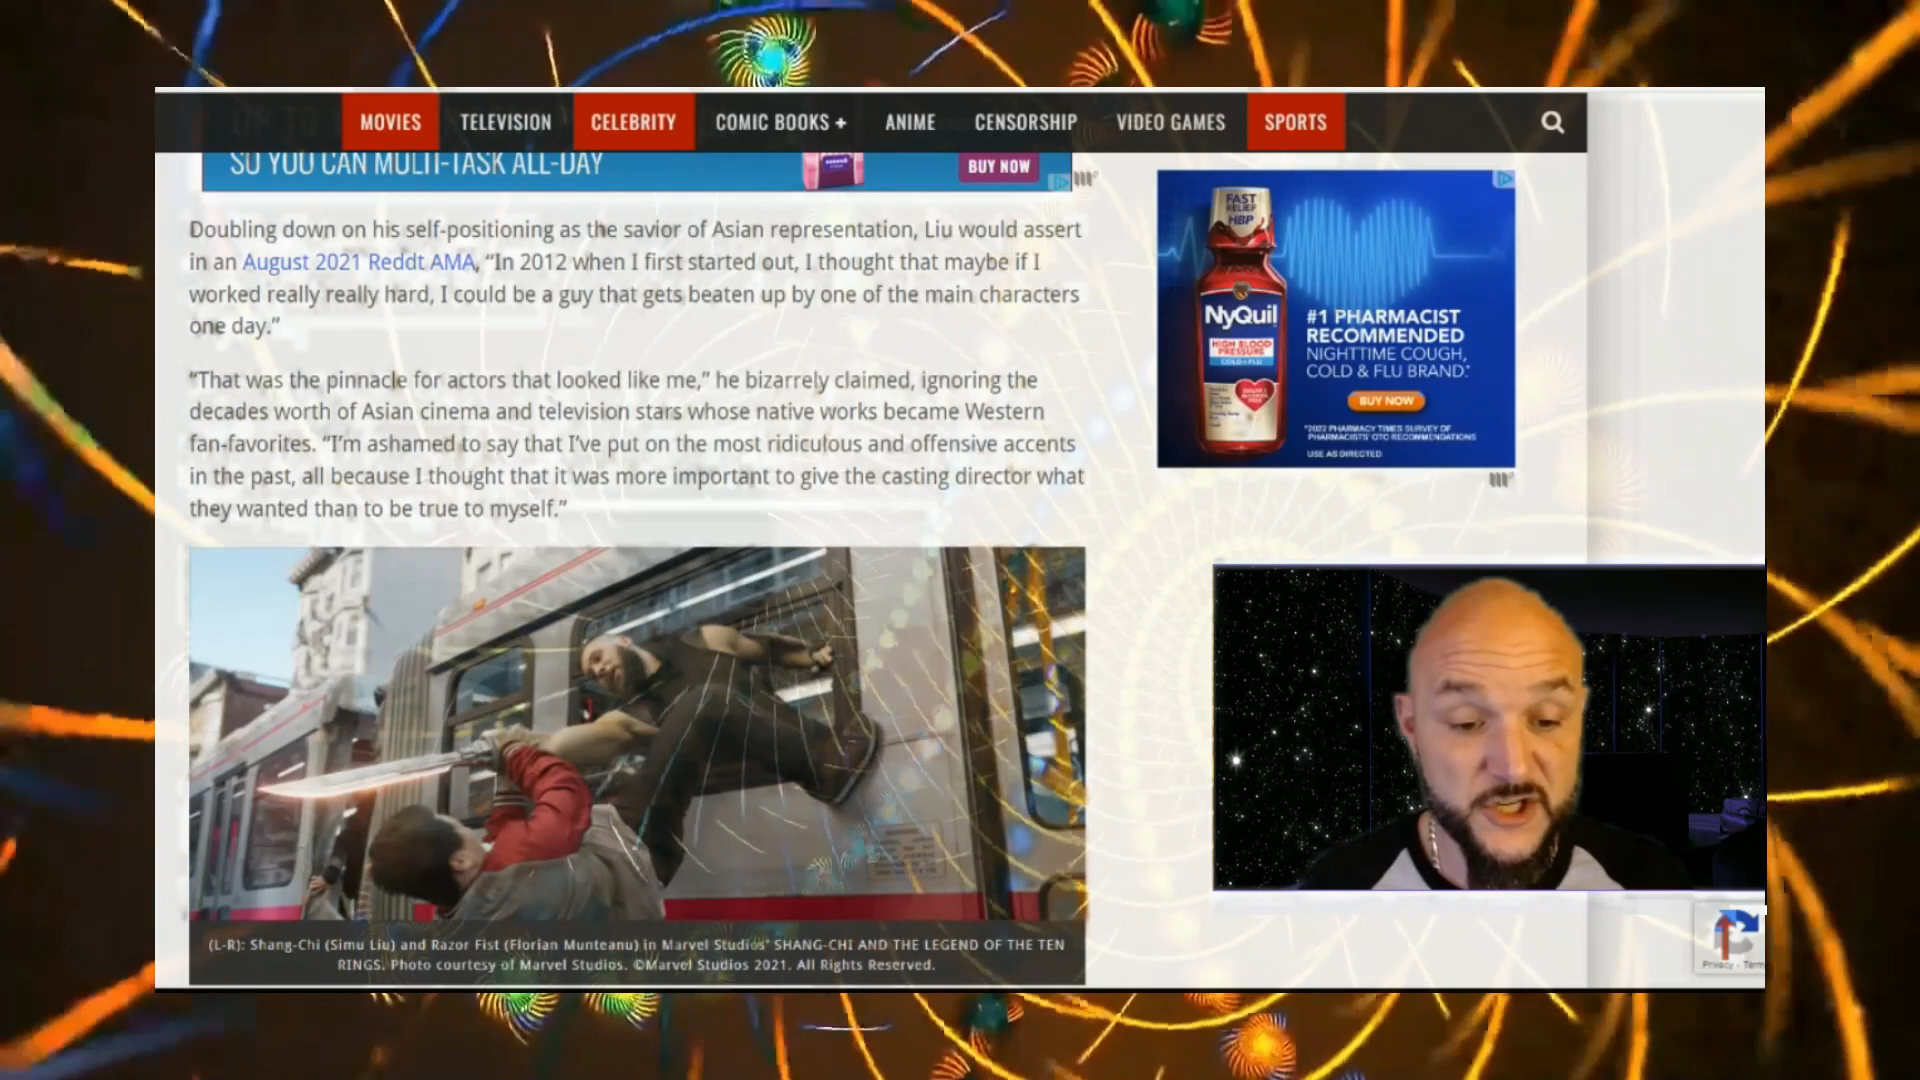 MOVIES TELEVISION CELEBRITY COMIC BOOKS + ANIME CENSORSHIP VIDEO GAMES SPORTS
SO YOU CAN MULTI-TASK ALL-DAY
BUY NOW
Doubling down on his self-positioning as the savior of Asian representation, Liu would assert
in an August 2021 Reddt AMA, “In 2012 when I first started out, I thought that maybe if I
worked really really hard, I could be a guy that gets beaten up by one of the main characters
one day.”
“That was the pinnacle for actors that looked like me,” he bizarrely claimed, ignoring the
decades worth of Asian cinema and television stars whose native works became Western
fan-favorites. “I’m ashamed to say that I’ve put on the most ridiculous and offensive accents
in the past, all because I thought that it was more important to give the casting director what
they wanted than to be true to myself.”
(L-R): Shang-Chi (Simu Liu) and Razor Fist (Florian Munteanu) in Marvel Studios' SHANG-CHI AND THE LEGEND OF THE TEN
RINGS. Photo courtesy of Marvel Studios. ©Marvel Studios 2021. All Rights Reserved.
FAST
RELIEF
HBP
NyQuil
HIGH BLOOD
PRESSURE
COLD & FLU
#1 PHARMACIST
RECOMMENDED
NIGHTTIME COUGH,
COLD & FLU BRAND.*
BUY NOW
*2022 PHARMACY TIMES SURVEY OF
PHARMACISTS' OTC RECOMMENDATIONS
USE AS DIRECTED
Privacy - Term